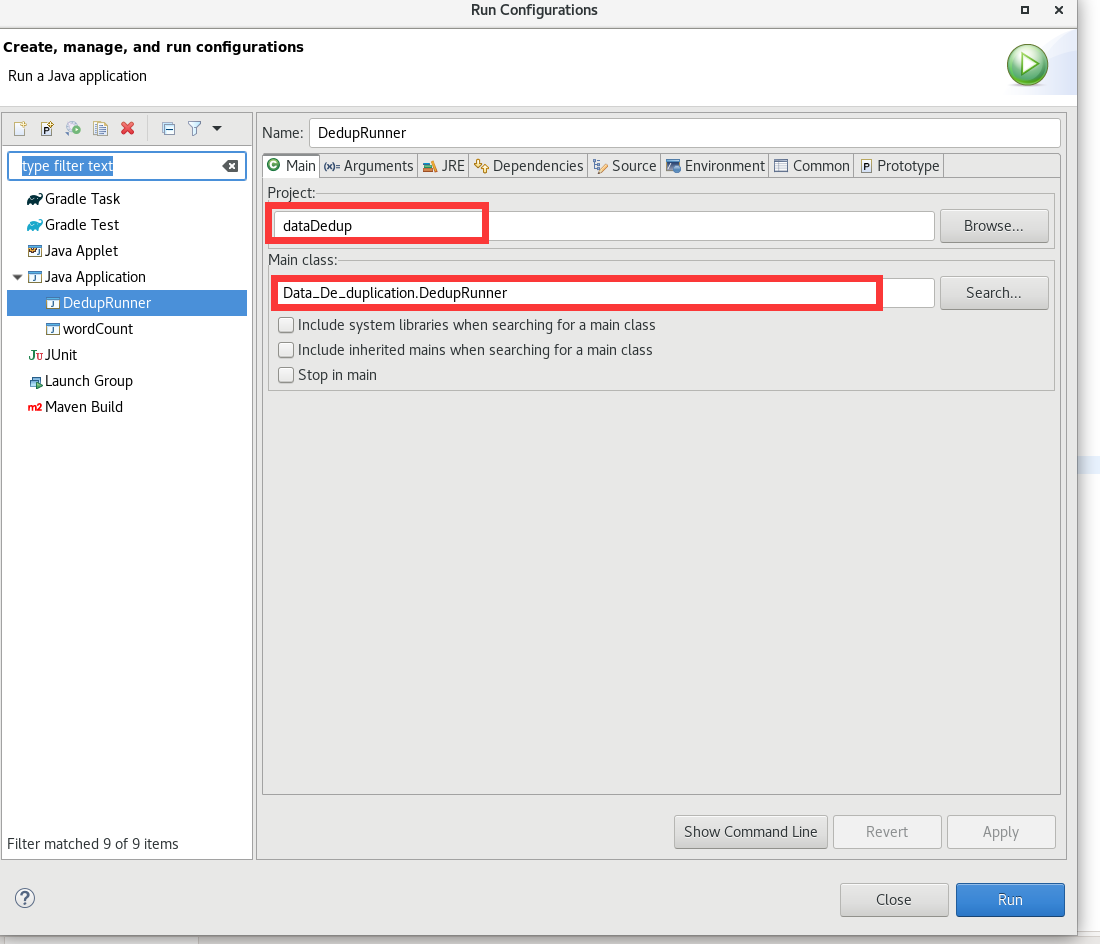 Run Configurations
Create, manage, and run configurations
Run a Java application
type filter text
Gradle Task
Gradle Test
Java Applet
Java Application
DedupRunner
wordCount
JUnit
Launch Group
Maven Build
Filter matched 9 of 9 items
Name: DedupRunner
Main (x)= Arguments JRE Dependencies Source Environment Common Prototype
Project:
dataDedup Browse...
Main class:
Data_De_duplication.DedupRunner Search...
Include system libraries when searching for a main class
Include inherited mains when searching for a main class
Stop in main
Show Command Line Revert Apply
Close Run